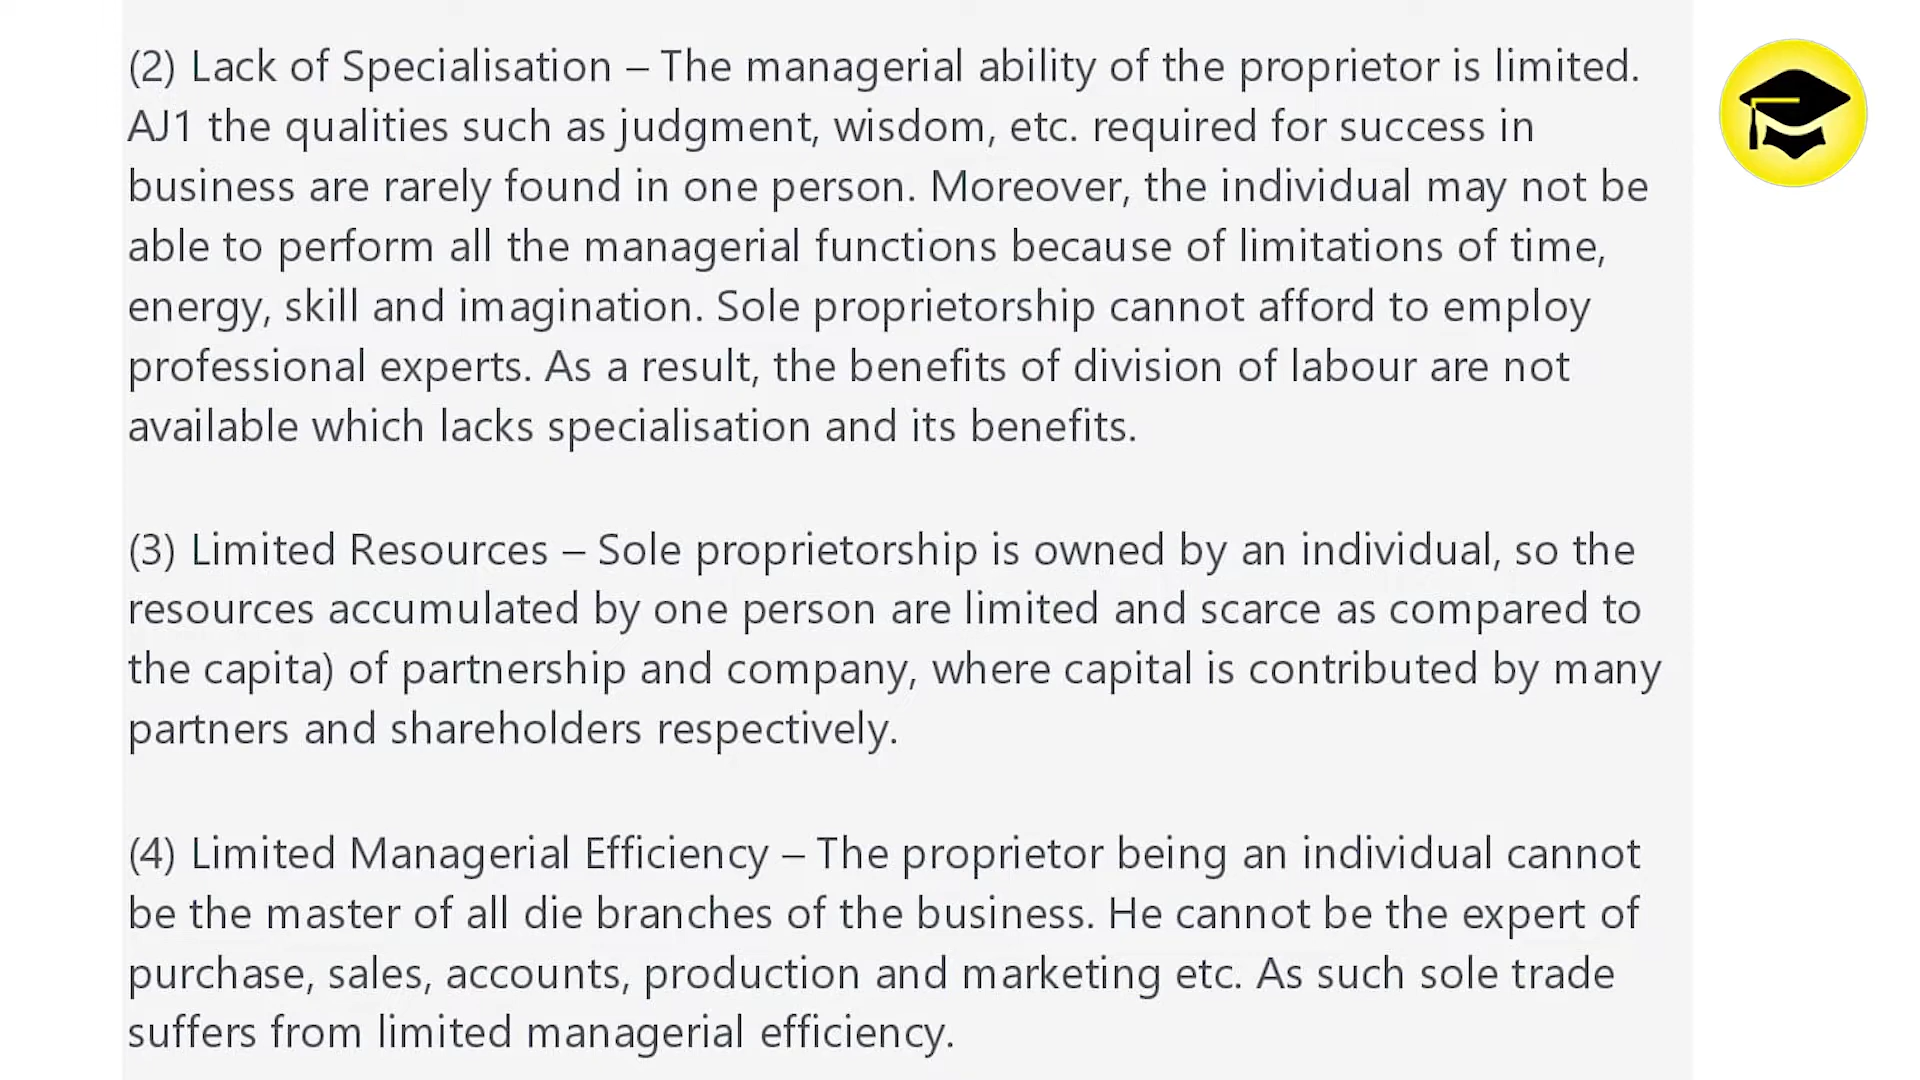 (2) Lack of Specialisation – The managerial ability of the proprietor is limited.
AJ1 the qualities such as judgment, wisdom, etc. required for success in
business are rarely found in one person. Moreover, the individual may not be
able to perform all the managerial functions because of limitations of time,
energy, skill and imagination. Sole proprietorship cannot afford to employ
professional experts. As a result, the benefits of division of labour are not
available which lacks specialisation and its benefits.
(3) Limited Resources – Sole proprietorship is owned by an individual, so the
resources accumulated by one person are limited and scarce as compared to
the capita) of partnership and company, where capital is contributed by many
partners and shareholders respectively.
(4) Limited Managerial Efficiency – The proprietor being an individual cannot
be the master of all die branches of the business. He cannot be the expert of
purchase, sales, accounts, production and marketing etc. As such sole trade
suffers from limited managerial efficiency.